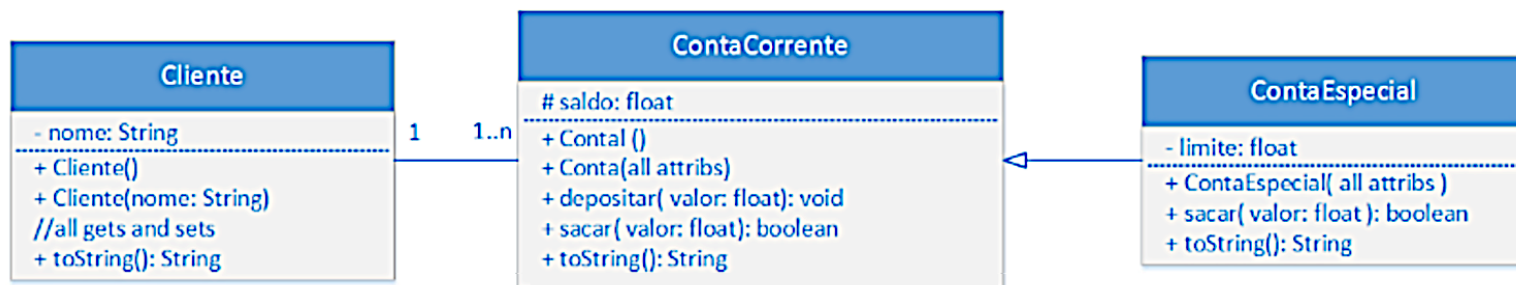 Cliente
- nome: String
+ Cliente()
+ Cliente(nome: String)
//all gets and sets
+ toString(): String
1
1..n
ContaCorrente
# saldo: float
+ Contal ()
+ Conta(all attribs)
+ depositar( valor: float): void
+ sacar( valor: float): boolean
+ toString(): String
ContaEspecial
- limite: float
+ ContaEspecial( all attribs )
+ sacar( valor: float ): boolean
+ toString(): String